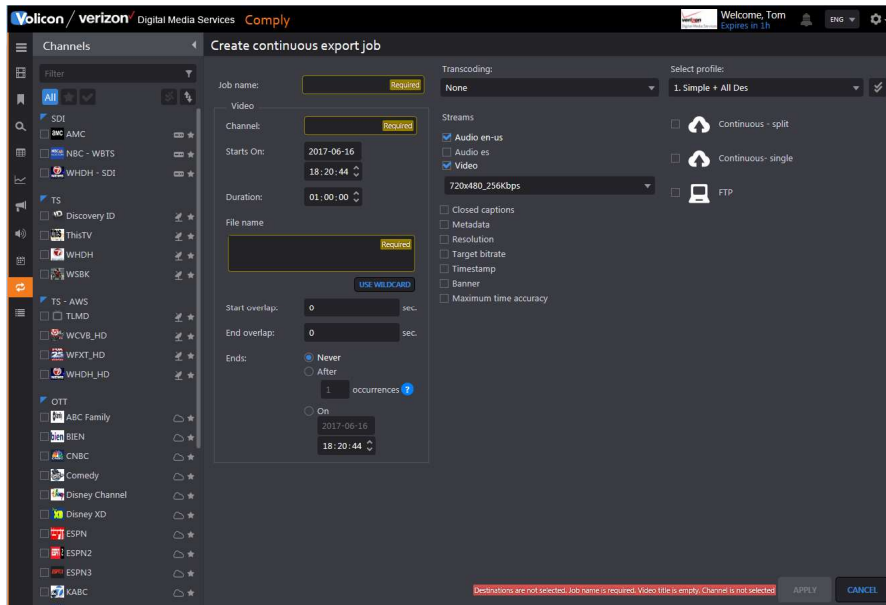 Volicon / verizon✓ Digital Media Services Comply
Welcome, Tom
Expires in 1h
ENG
Channels
Create continuous export job
Filter
All
SDI
AMC
NBC - WBTS
WHDH - SDI
TS
Discovery ID
ThisTV
WHDH
WSBK
TS - AWS
TLMD
WCVB_HD
WFXT_HD
WHDH_HD
OTT
ABC Family
BIEN
CNBC
Comedy
Disney Channel
Disney XD
ESPN
ESPN2
ESPN3
KABC
Job name: Required
Video
Channel: Required
Starts On: 2017-06-16
18:20:44
Duration: 01:00:00
File name
Required
USE WILDCARD
Start overlap: 0 sec.
End overlap: 0 sec.
Ends: Never
After
1 occurrences ?
On
2017-06-16
18:20:44
Transcoding:
None
Streams
Audio en-us
Audio es
Video
720x480_256Kbps
Closed captions
Metadata
Resolution
Target bitrate
Timestamp
Banner
Maximum time accuracy
Select profile:
1. Simple + All Des
Continuous - split
Continuous- single
FTP
Destinations are not selected. Job name is required. Video title is empty. Channel is not selected
APPLY
CANCEL